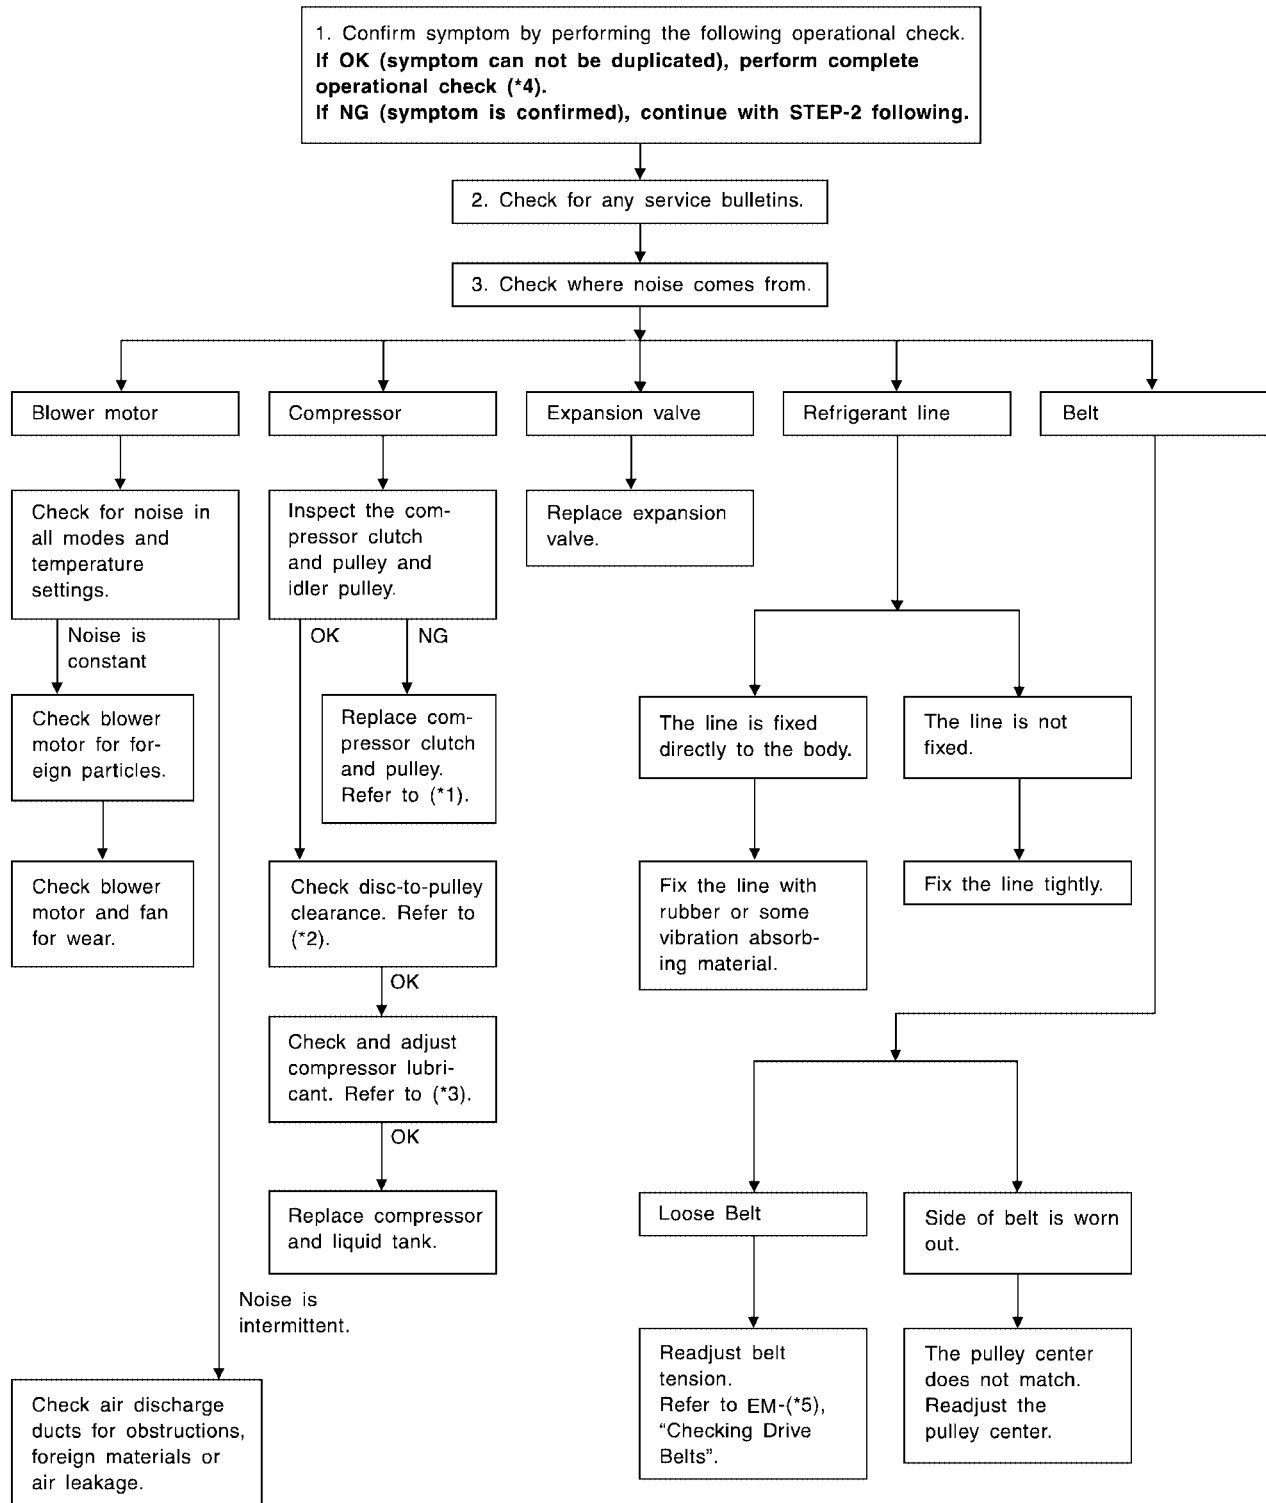 1. Confirm symptom by performing the following operational check.
If OK (symptom can not be duplicated), perform complete
operational check (*4).
If NG (symptom is confirmed), continue with STEP-2 following.
2. Check for any service bulletins.
3. Check where noise comes from.
Blower motor
Compressor
Expansion valve
Refrigerant line
Belt
Check for noise in
all modes and
temperature
settings.
Inspect the com-
pressor clutch
and pulley and
idler pulley.
Replace expansion
valve.
Noise is
constant
OK
NG
Check blower
motor for for-
eign particles.
Replace com-
pressor clutch
and pulley.
Refer to (*1).
The line is fixed
directly to the body.
The line is not
fixed.
Check blower
motor and fan
for wear.
Check disc-to-pulley
clearance. Refer to
(*2).
Fix the line with
rubber or some
vibration absorb-
ing material.
Fix the line tightly.
OK
Check and adjust
compressor lubri-
cant. Refer to (*3).
OK
Replace compressor
and liquid tank.
Loose Belt
Side of belt is worn
out.
Noise is
intermittent.
Readjust belt
tension.
Refer to EM-(*5),
“Checking Drive
Belts”.
The pulley center
does not match.
Readjust the
pulley center.
Check air discharge
ducts for obstructions,
foreign materials or
air leakage.